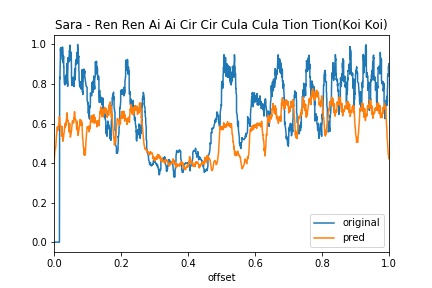 Sara - Ren Ren Ai Ai Cir Cir Cula Cula Tion Tion(Koi Koi)
1.0
0.8
0.6
0.4
0.2
0.0
original
pred
0.0 0.2 0.4 0.6 0.8 1.0
offset